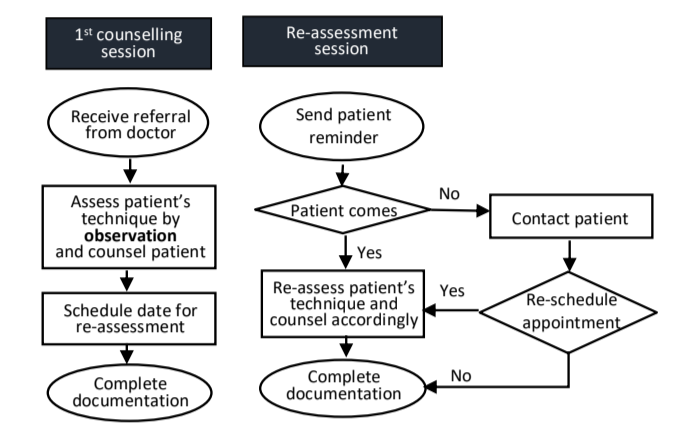 1st counselling
session
Receive referral
from doctor
Assess patient's
technique by
observation
and counsel patient
Schedule date for
re-assessment
Complete
documentation
Re-assessment
session
Send patient
reminder
Patient comes
No
Contact patient
Yes
Re-assess patient's
technique and
counsel accordingly
Yes
Re-schedule
appointment
No
Complete
documentation